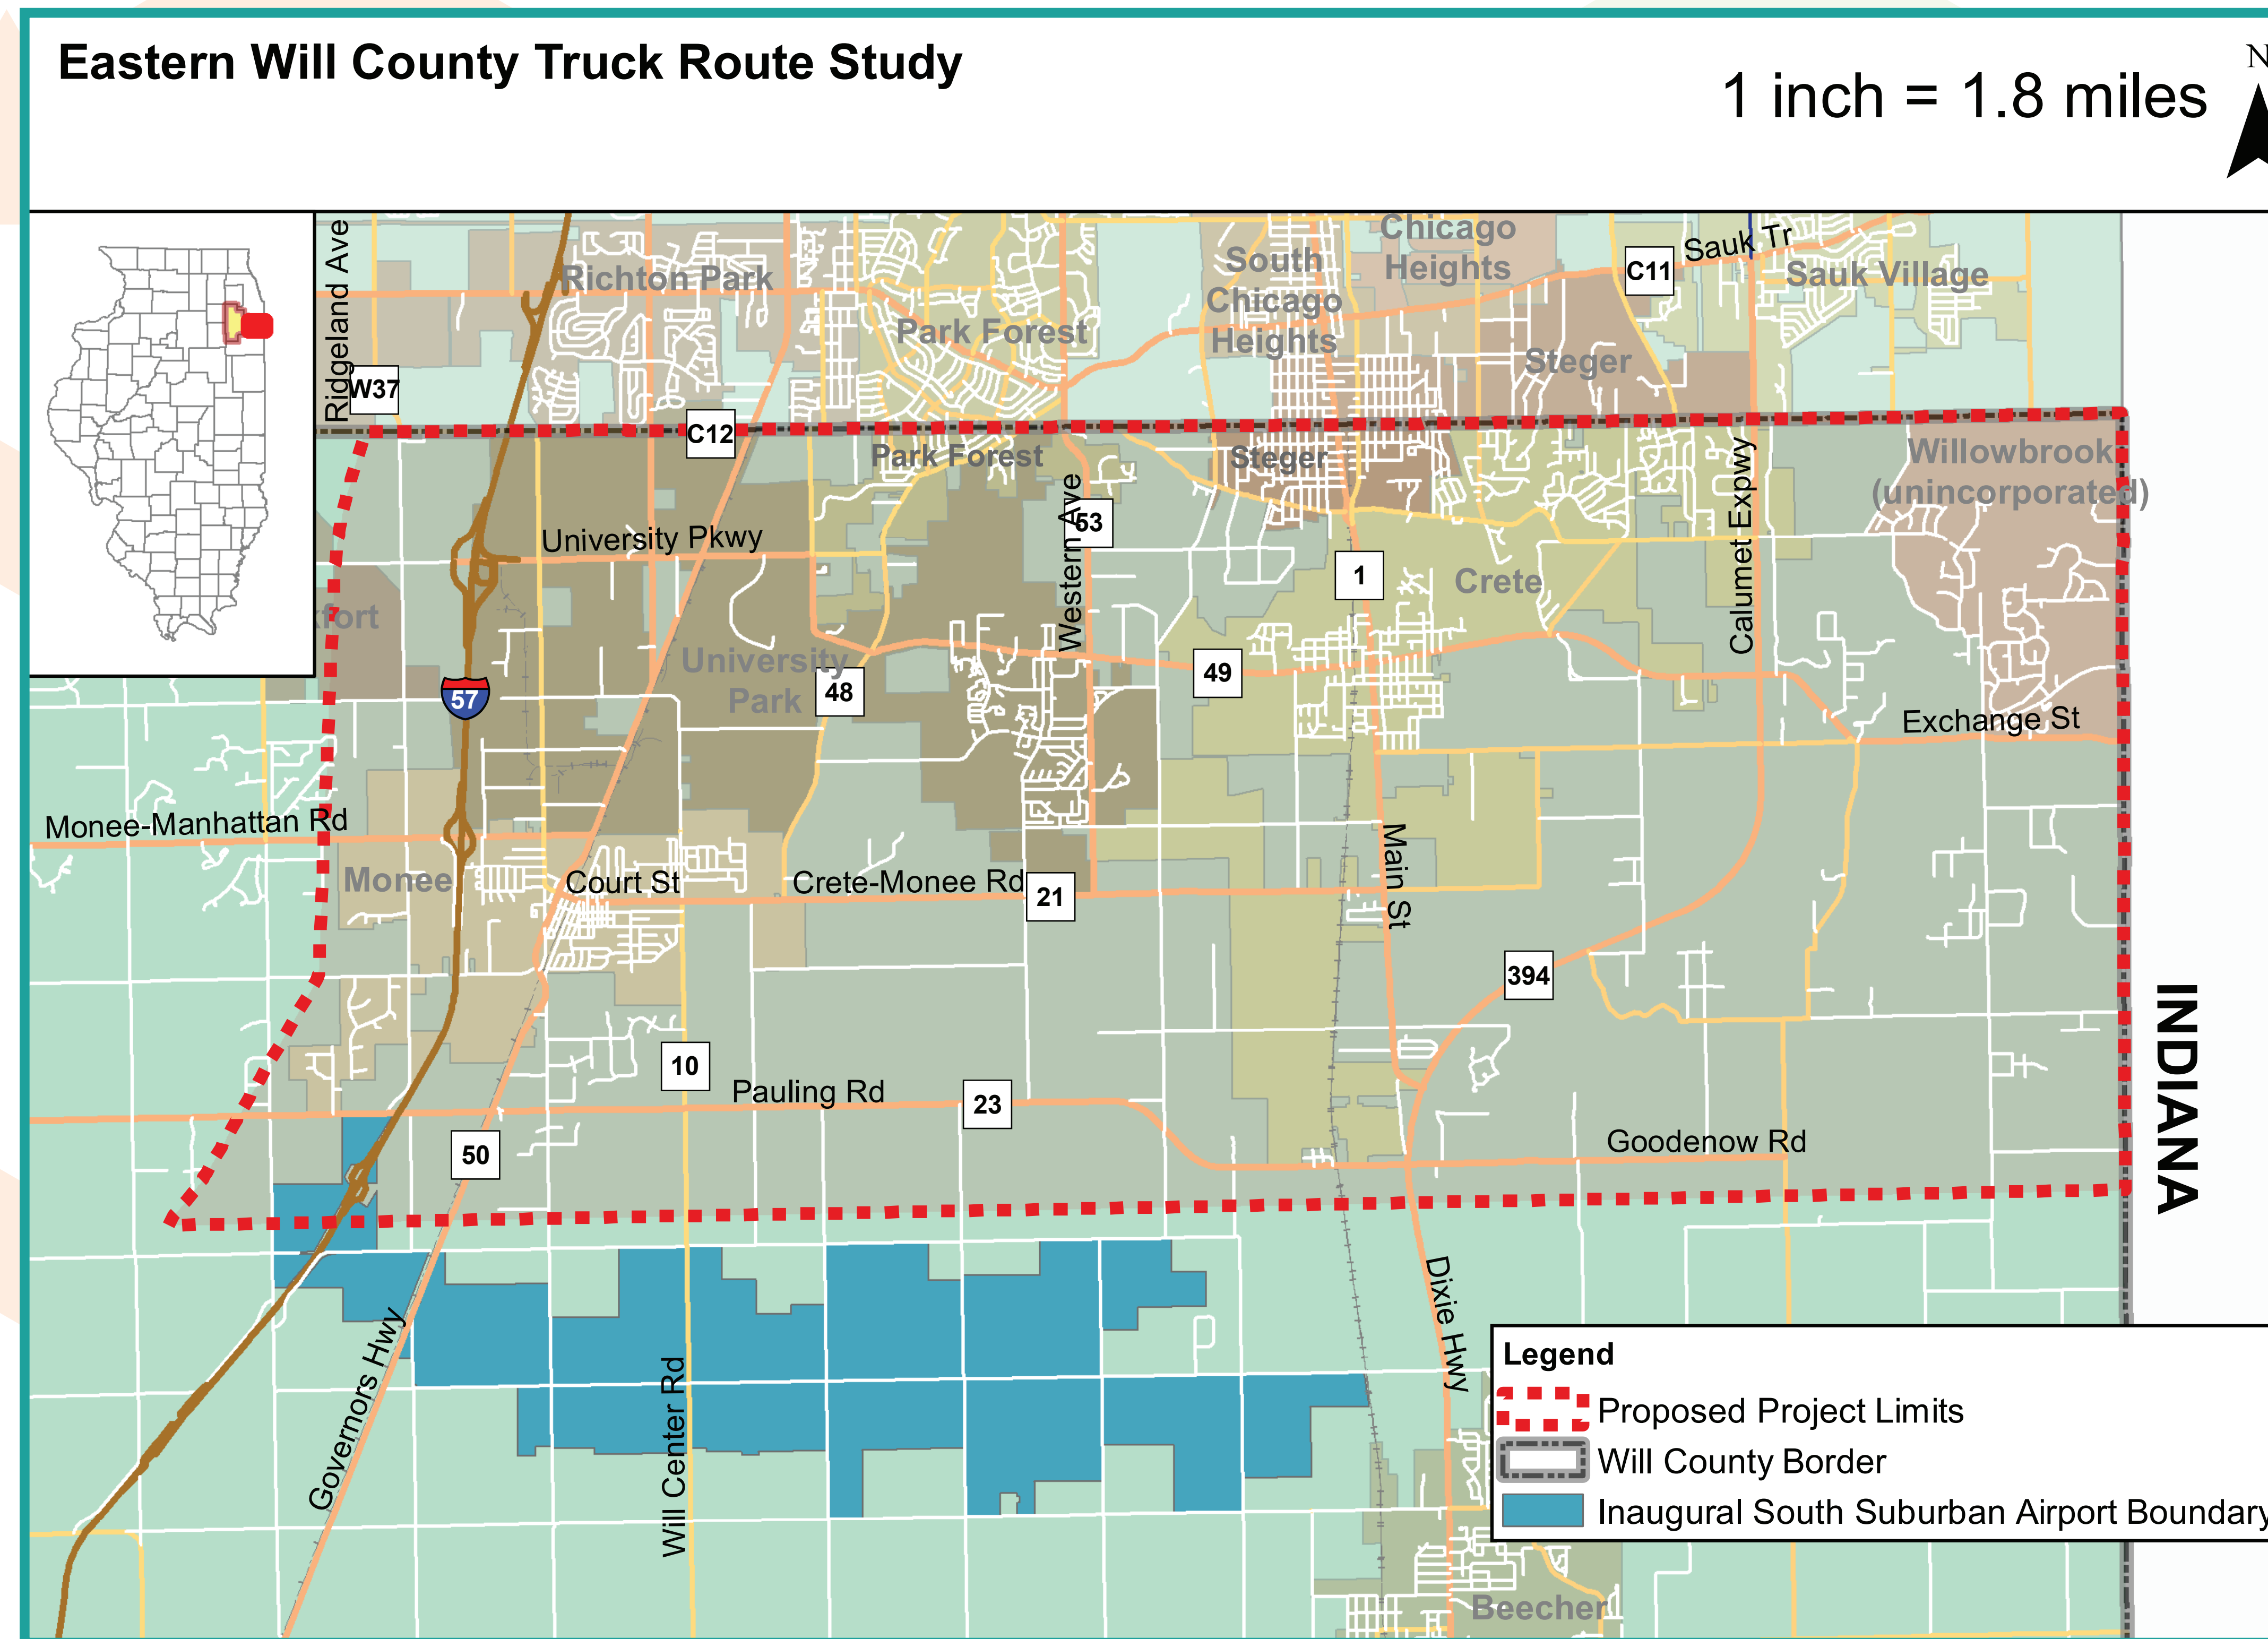 Eastern Will County Truck Route Study
1 inch = 1.8 miles
N
Ridgeland Ave
W37
Richton Park
Park Forest
South
Chicago
Heights
Chicago
Heights
C11
Sauk Tr
Sauk Village
Steger
C12
Park Forest
Steger
Willowbrook
(unincorporated)
University Pkwy
Western Ave
53
1
Crete
Calumet Expwy
kfort
57
University
Park
48
49
Exchange St
Monee-Manhattan Rd
Monee
Court St
Crete-Monee Rd
21
Main St
394
INDIANA
10
Pauling Rd
23
50
Goodenow Rd
Governors Hwy
Will Center Rd
Dixie Hwy
Beecher
Legend
Proposed Project Limits
Will County Border
Inaugural South Suburban Airport Boundary